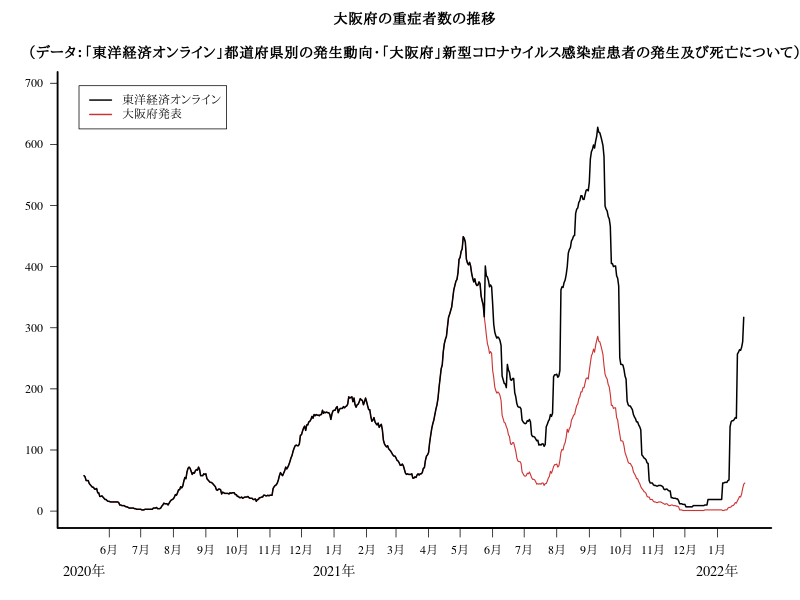 大阪府の重症者数の推移
（データ：「東洋経済オンライン」都道府県別の発生動向・「大阪府」新型コロナウイルス感染症患者の発生及び死亡について）
700
東洋経済オンライン
大阪府発表
600
500
400
300
200
100
0
6月 7月 8月 9月 10月 11月 12月 1月 2月 3月 4月 5月 6月 7月 8月 9月 10月 11月 12月 1月
2020年 2021年 2022年